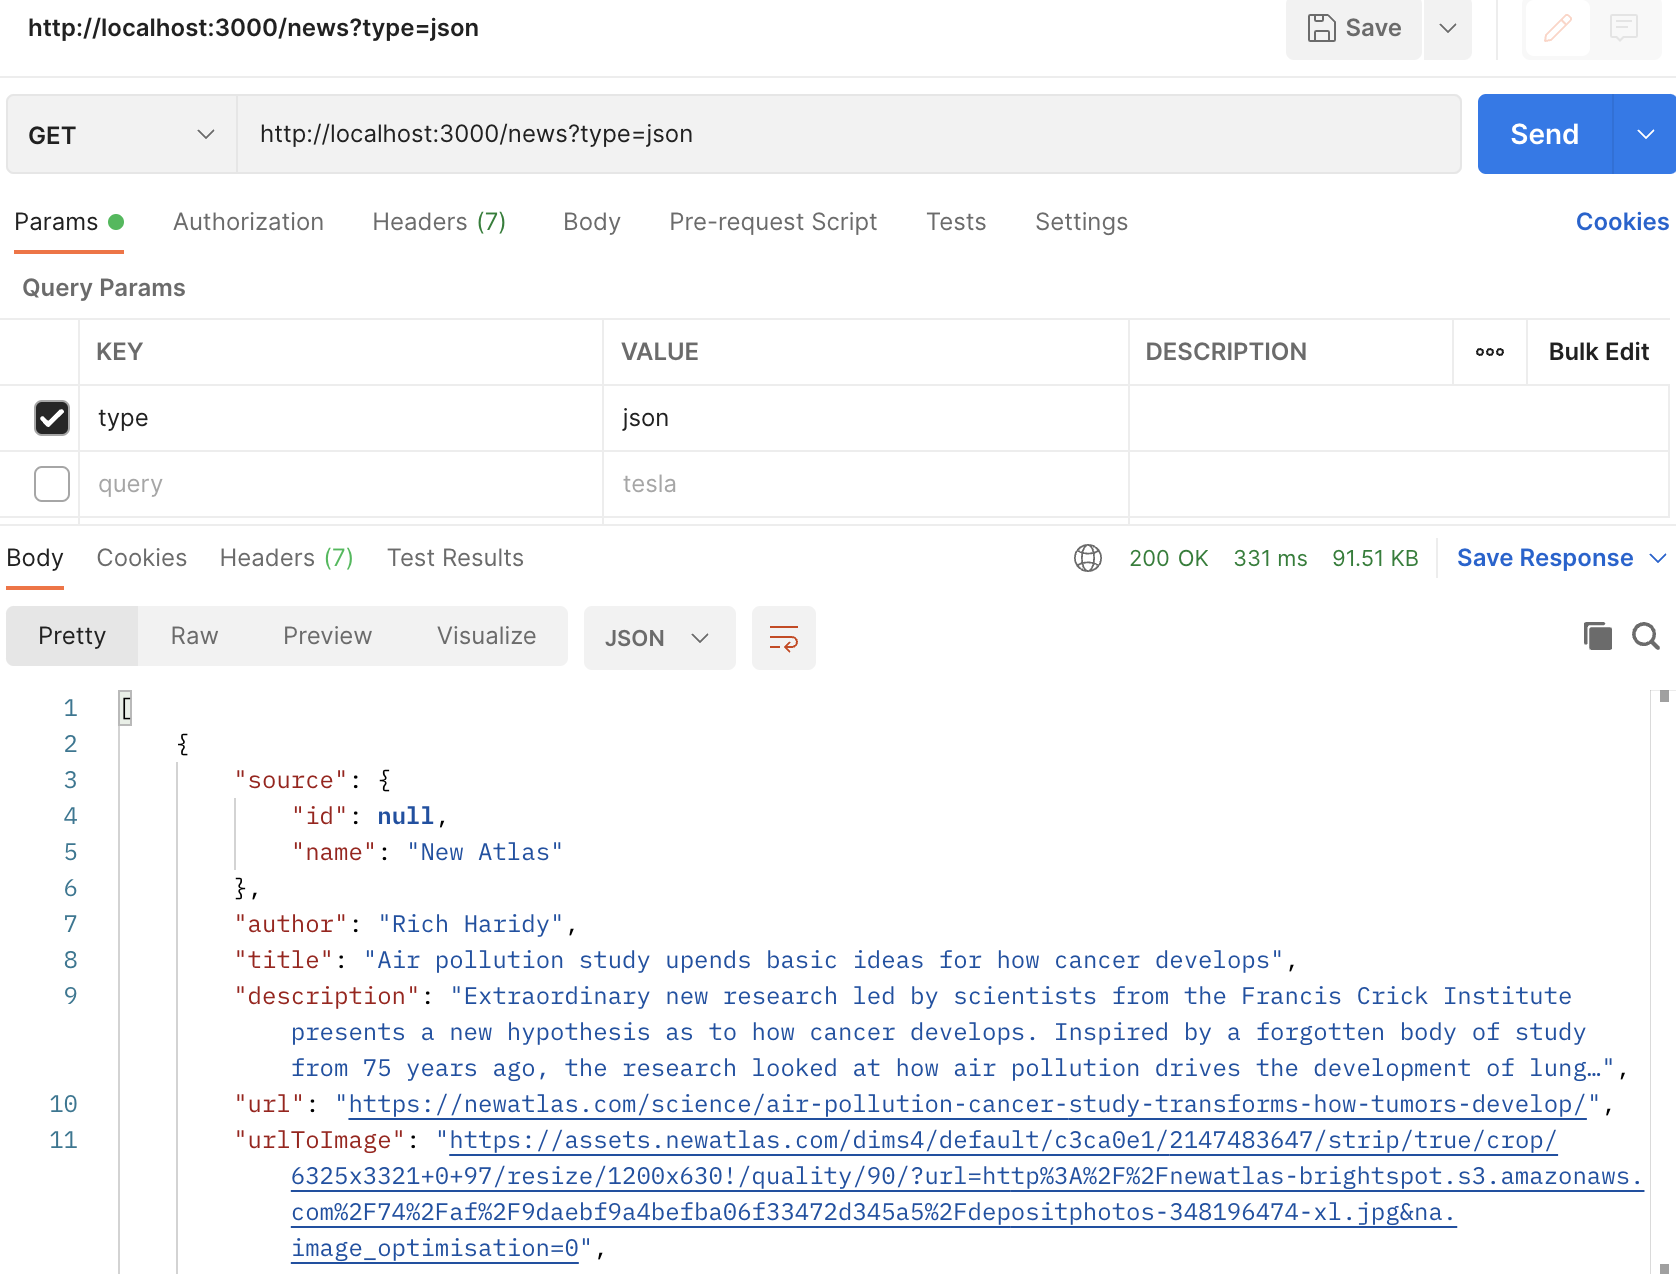 http://localhost:3000/news?type=json
Save
GET
http://localhost:3000/news?type=json
Send
Params
Authorization
Headers (7)
Body
Pre-request Script
Tests
Settings
Cookies
Query Params
KEY VALUE DESCRIPTION ooo Bulk Edit
type json
query tesla
Body Cookies Headers (7) Test Results
200 OK 331 ms 91.51 KB Save Response
Pretty Raw Preview Visualize JSON
1 [
2 {
3 "source": {
4 "id": null,
5 "name": "New Atlas"
6 },
7 "author": "Rich Haridy",
8 "title": "Air pollution study upends basic ideas for how cancer develops",
9 "description": "Extraordinary new research led by scientists from the Francis Crick Institute
presents a new hypothesis as to how cancer develops. Inspired by a forgotten body of study
from 75 years ago, the research looked at how air pollution drives the development of lung…",
10 "url": "https://newatlas.com/science/air-pollution-cancer-study-transforms-how-tumors-develop/",
11 "urlToImage": "https://assets.newatlas.com/dims4/default/c3ca0e1/2147483647/strip/true/crop/
6325x3321+0+97/resize/1200x630!/quality/90/?url=http%3A%2F%2Fnewatlas-brightspot.s3.amazonaws.
com%2F74%2Faf%2F9daebf9a4befba06f33472d345a5%2Fdepositphotos-348196474-xl.jpg&na.
image_optimisation=0",